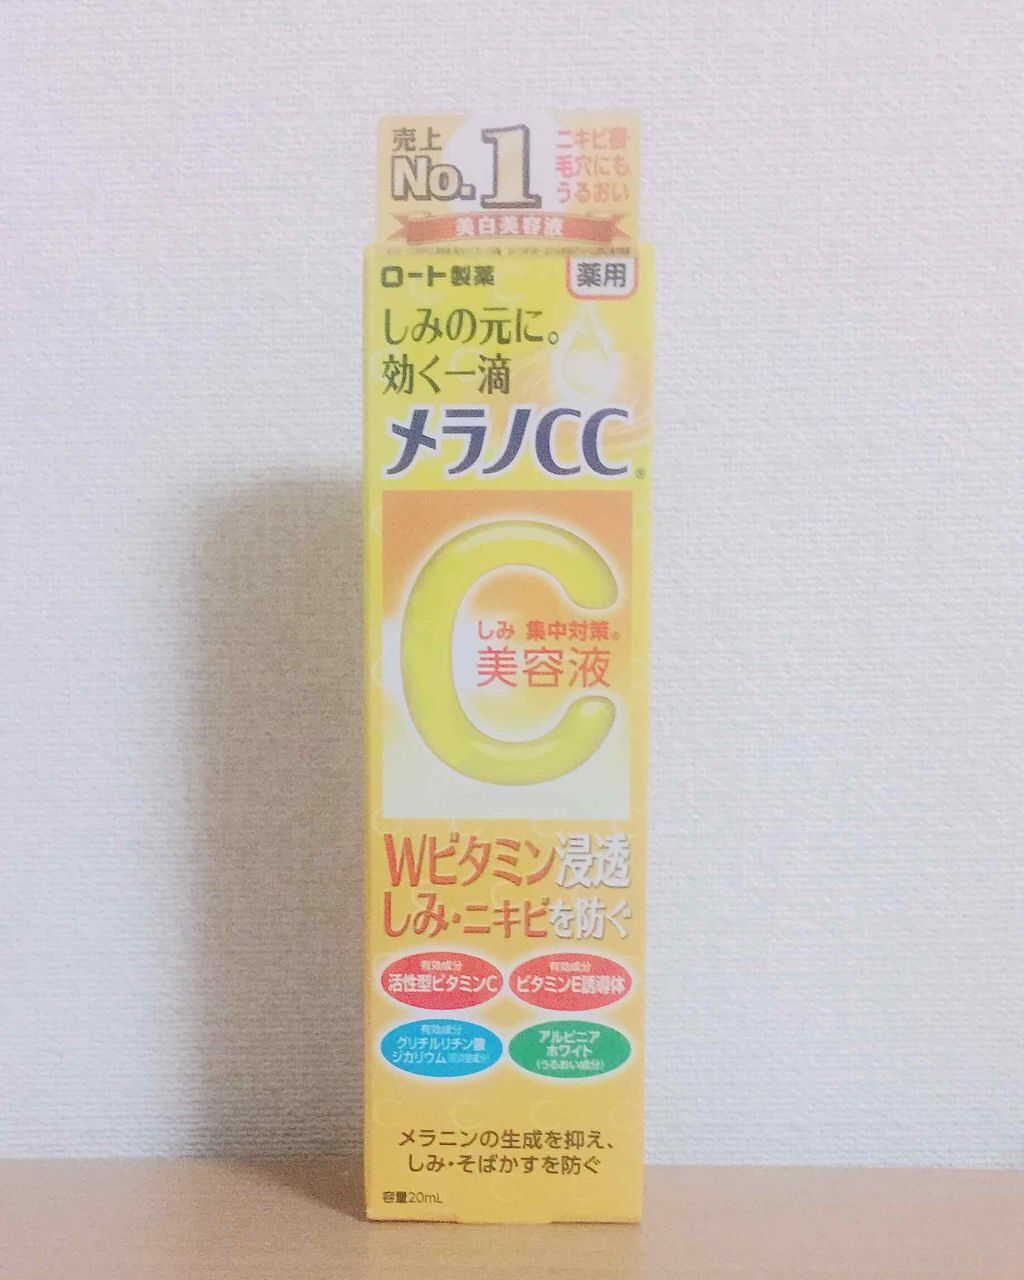 売上
No.1
ニキビ痕・
毛穴にも
うるおい
美白美容液
ロート製薬
薬用
しみの元に。
効く一滴
メラノCC®
しみ 集中対策®
美容液
Wビタミン浸透
しみ・ニキビを防ぐ
有効成分
活性型ビタミンC
有効成分
ビタミンE誘導体
有効成分
グリチルリチン酸
ジカリウム
アルピニア
ホワイト
(うるおい成分)
メラニンの生成を抑え、
しみ・そばかすを防ぐ
容量20mL